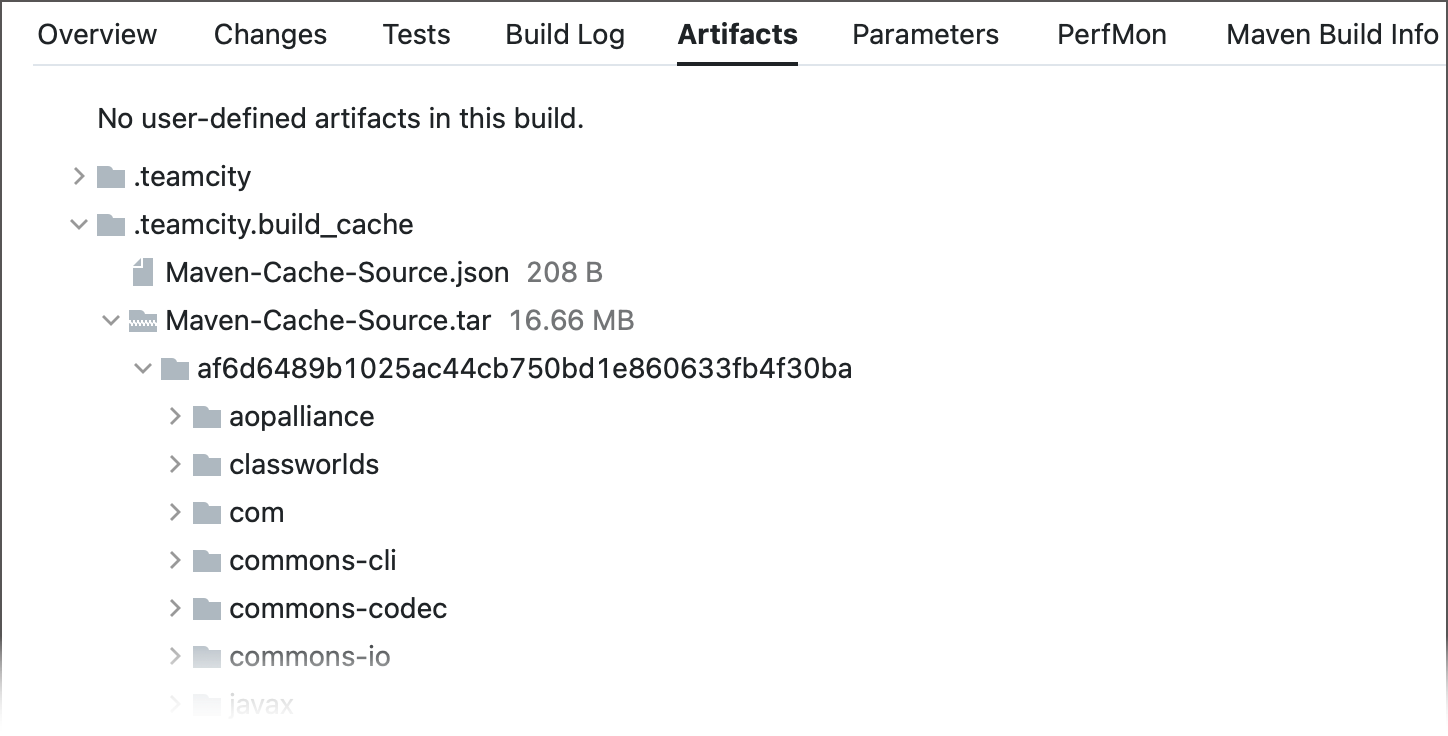 Overview Changes Tests Build Log Artifacts Parameters PerfMon Maven Build Info
No user-defined artifacts in this build.
.teamcity
.teamcity.build_cache
Maven-Cache-Source.json 208 B
Maven-Cache-Source.tar 16.66 MB
af6d6489b1025ac44cb750bd1e860633fb4f30ba
aopalliance
classworlds
com
commons-cli
commons-codec
commons-io
javax